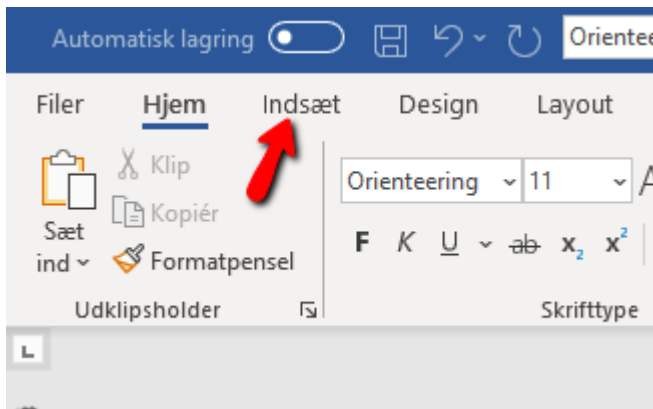 Automatisk lagring Oriente
Filer Hjem Indsæt Design Layout
Klip
Kopiér
Sæt
ind
Formatpensel
Orienteering 11 A
F K U ab x₂ x²
Udklipsholder Skrifttype
L